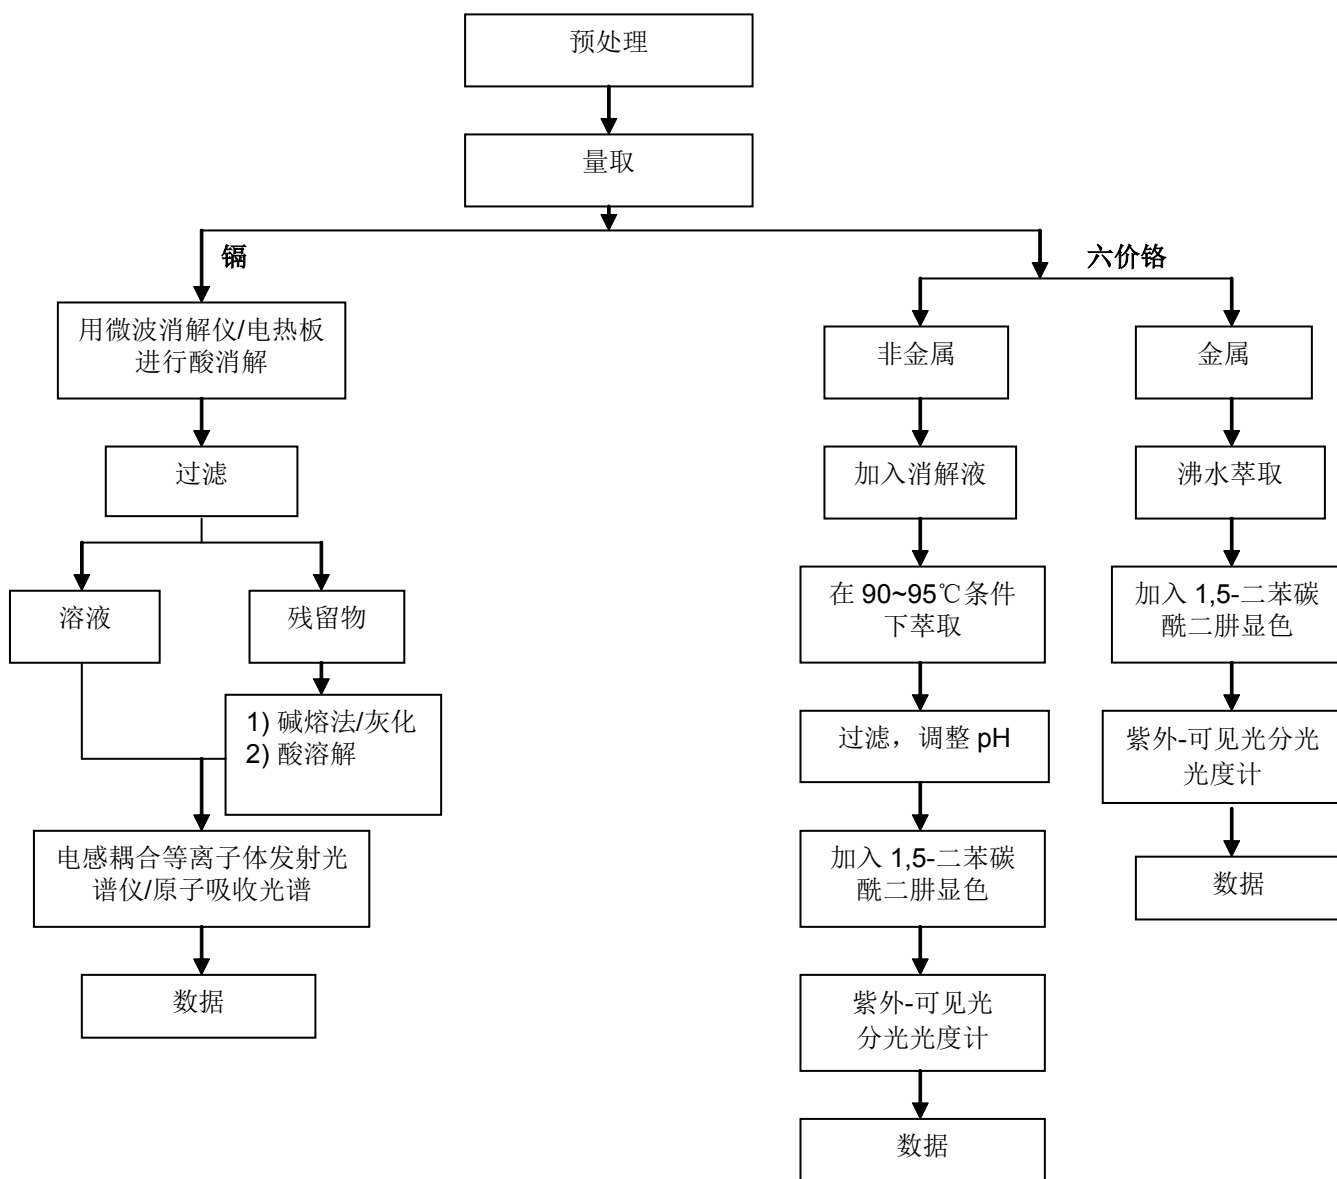 预处理
量取
镉
六价铬
用微波消解仪/电热板
进行酸消解
过滤
溶液
残留物
1) 碱熔法/灰化
2) 酸溶解
电感耦合等离子体发射光
谱仪/原子吸收光谱
数据
非金属
加入消解液
在 90~95℃条件
下萃取
过滤，调整 pH
加入 1,5-二苯碳
酰二肼显色
紫外-可见光
分光光度计
数据
金属
沸水萃取
加入 1,5-二苯碳
酰二肼显色
紫外-可见光分光
光度计
数据